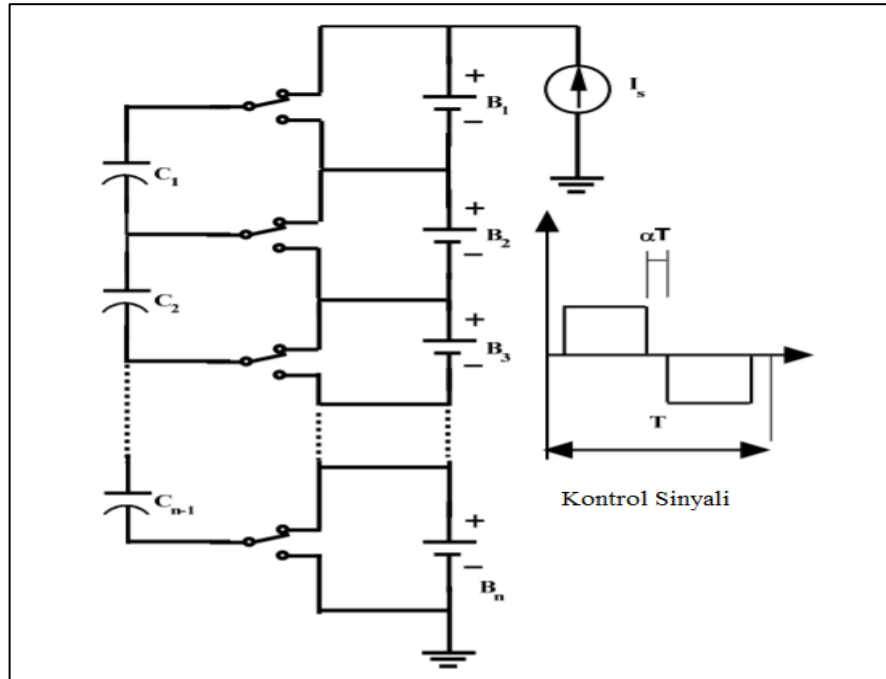 +
B₁
−
Iₛ
C₁
+
B₂
−
αT
C₂
+
B₃
−
T
Kontrol Sinyali
Cₙ₋₁
+
−
Bₙ